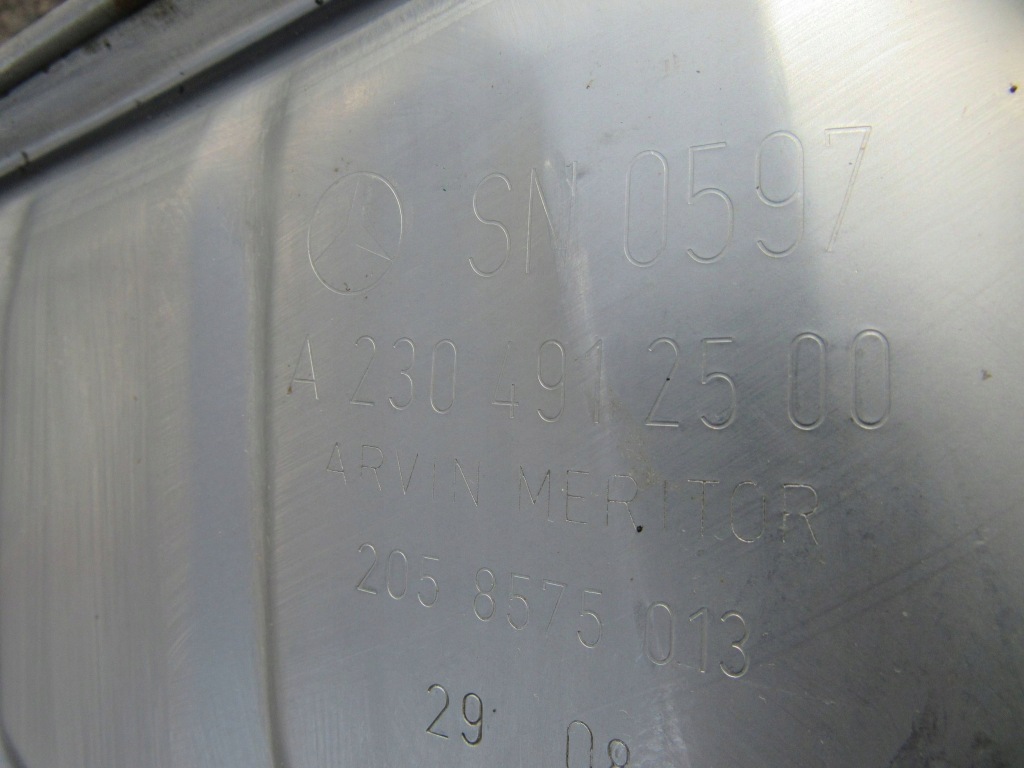 SN 0597
A 230 491 25 00
ARVIN MERITOR
205 8575 013
29 08